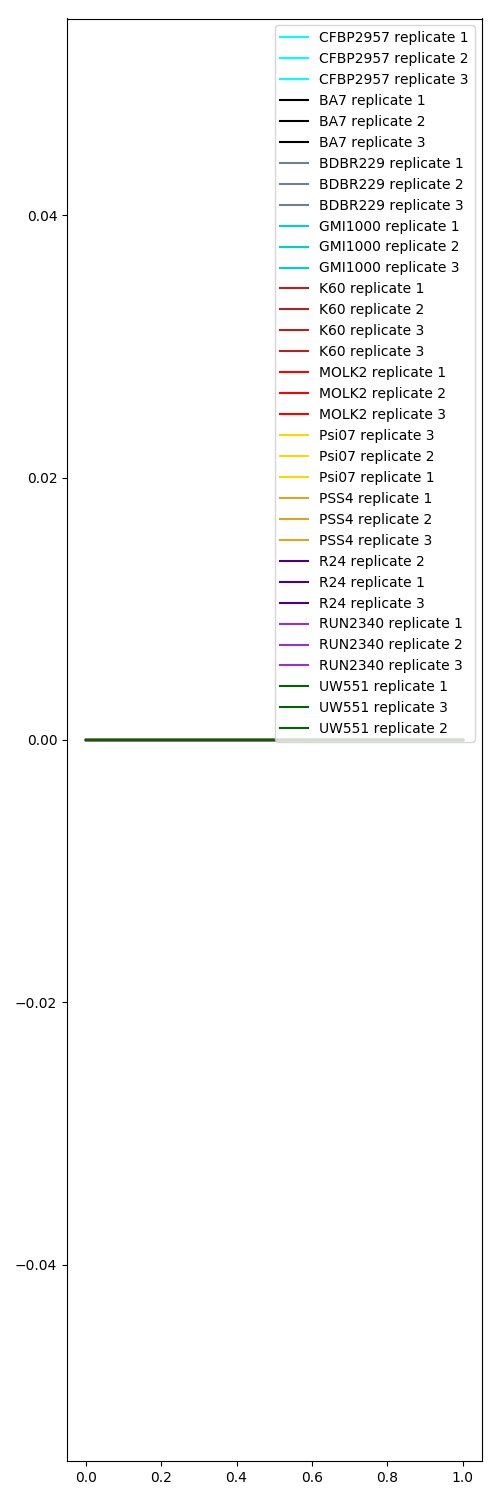 CFBP2957 replicate 1
CFBP2957 replicate 2
CFBP2957 replicate 3
BA7 replicate 1
BA7 replicate 2
BA7 replicate 3
BDBR229 replicate 1
BDBR229 replicate 2
BDBR229 replicate 3
GMI1000 replicate 1
GMI1000 replicate 2
GMI1000 replicate 3
K60 replicate 1
K60 replicate 2
K60 replicate 3
K60 replicate 3
MOLK2 replicate 1
MOLK2 replicate 2
MOLK2 replicate 3
Psi07 replicate 3
Psi07 replicate 2
Psi07 replicate 1
PSS4 replicate 1
PSS4 replicate 2
PSS4 replicate 3
R24 replicate 2
R24 replicate 1
R24 replicate 3
RUN2340 replicate 1
RUN2340 replicate 2
RUN2340 replicate 3
UW551 replicate 1
UW551 replicate 3
UW551 replicate 2
0.04
0.02
0.00
−0.02
−0.04
0.0 0.2 0.4 0.6 0.8 1.0